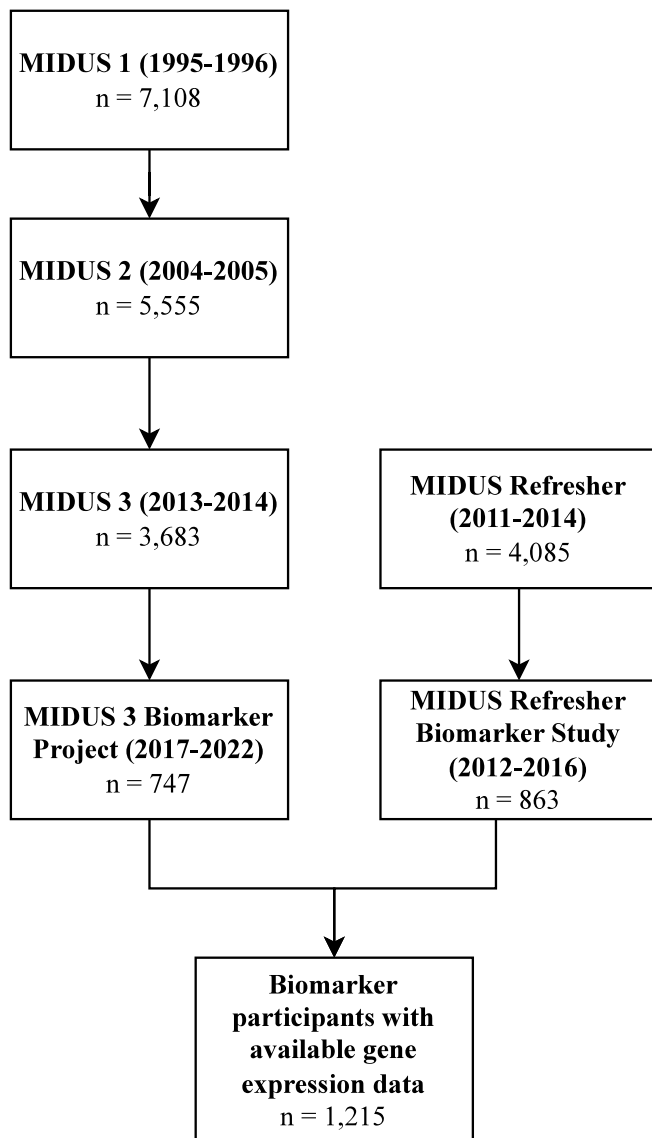 MIDUS 1 (1995-1996)
n = 7,108
MIDUS 2 (2004-2005)
n = 5,555
MIDUS 3 (2013-2014)
n = 3,683
MIDUS Refresher
(2011-2014)
n = 4,085
MIDUS 3 Biomarker
Project (2017-2022)
n = 747
MIDUS Refresher
Biomarker Study
(2012-2016)
n = 863
Biomarker
participants with
available gene
expression data
n = 1,215